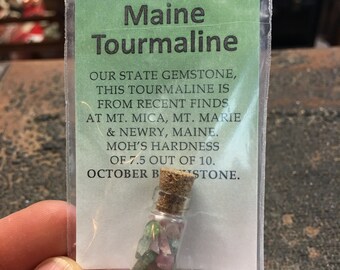 Maine
Tourmaline
OUR STATE GEMSTONE,
THIS TOURMALINE IS
FROM RECENT FINDS
AT MT. MICA, MT. MARIE
& NEWRY, MAINE.
MOH'S HARDNESS
OF 7.5 OUT OF 10.
OCTOBER